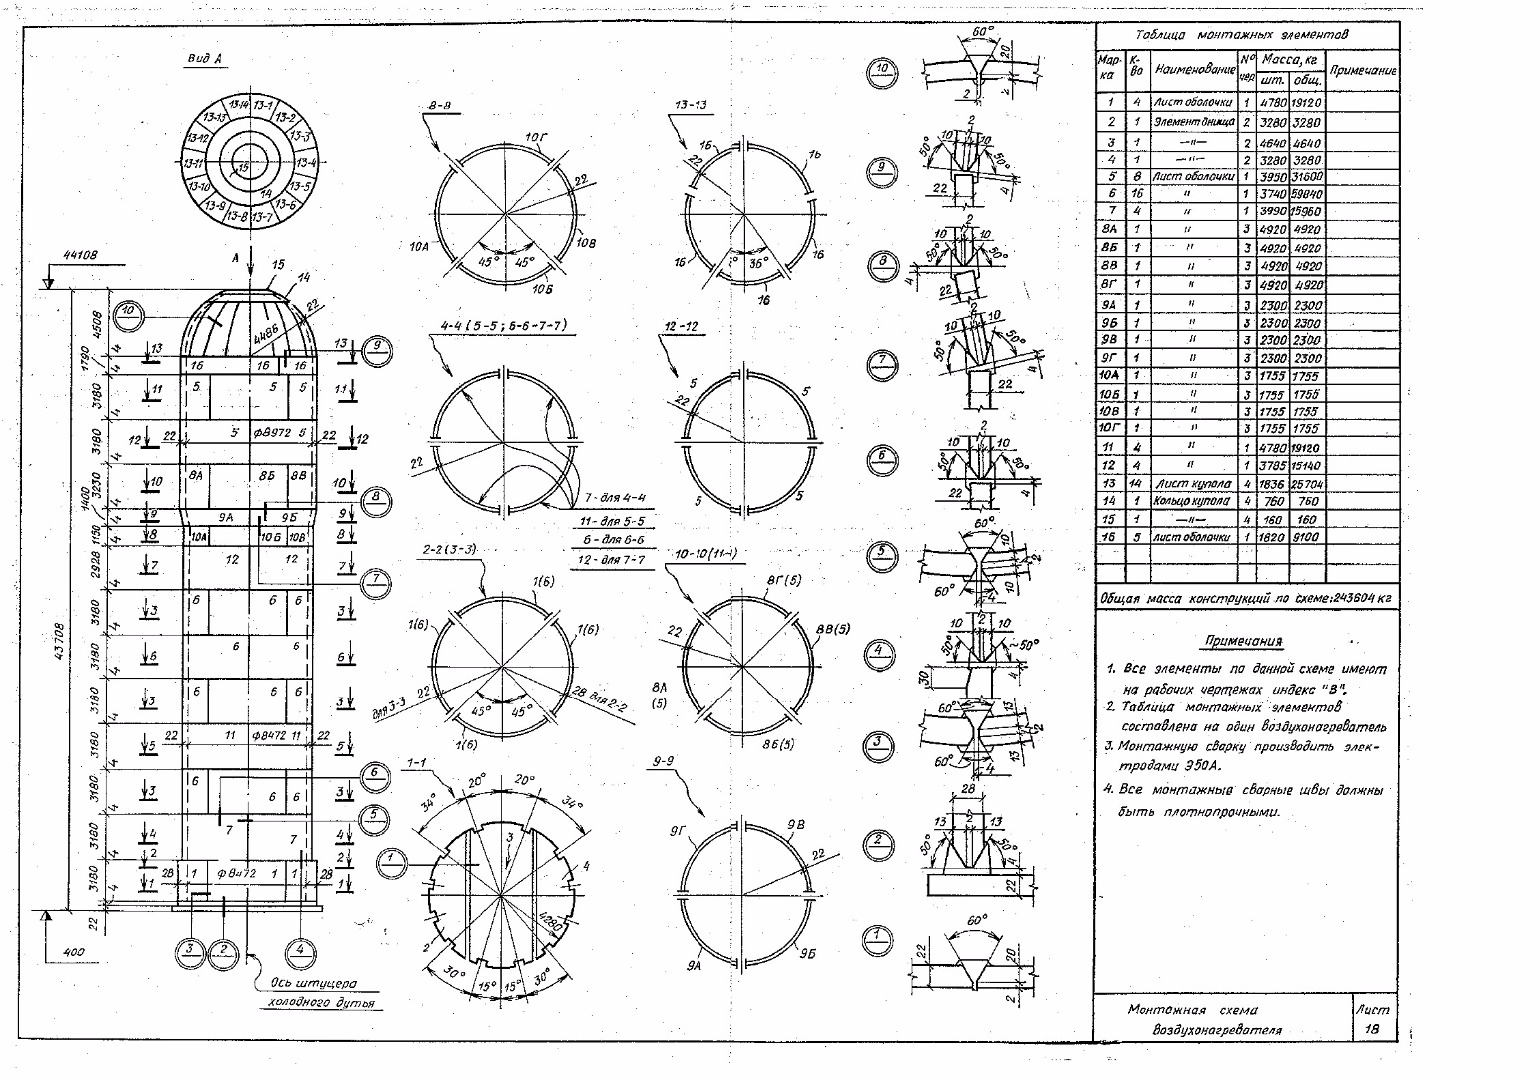 Вид А
13-14 13-1
13-13 13-2
13-12 13-3
13-11 15 13-4
13-10 14 13-5
13-9 13-6
13-8 13-7
А
44108
15
14
10
22
4486
13 13
9
16 16 16
5 5 5
11 11
12 22 5 ф8972 5 22 12
10 8А 8Б 8В 10
8
9 9А 9Б 9
8 10А 10Б 10В 8
7 12 12 7
7
3 6 6 6 3
6 6 6 6
3 6 6 6 3
22 11 ф8472 11 22
5 5
6
3 6 6 3
5
4 7 7 4
2 2
28 1 ф8472 1 1 28
1 1
3 2 4
4508
1790
3180
3180
3230
1400
1190
2928
3180
3180
3180
3180
3180
3180
3180
22
43708
400
Ось штуцера
холодного дутья
8-8
10Г
22
10А
10В
45° 45°
10Б
13-13
16
16
22
16
36°
16
16
4-4 (5-5; 6-6-7-7)
22
7-для 4-4
11-для 5-5
6-для 6-6
12-для 7-7
12-12
5
5
22
5
5
2-2 (3-3)
1(6)
1(6)
1(6)
22
для 3-3
28 для 2-2
45° 45°
1(6)
10-10
8Г(5)
22
8В(5)
8А
(5)
8Б(5)
1-1
20° 20°
34° 34°
3
1
4
4280
2
30° 15° 15° 30°
9-9
9Г
9В
22
9А
9Б
10
60°
20
2
2
9
2
10 10
50° 50°
22
4
8
2
10 10
50° 50°
4
22
7
2
10 10
50° 50°
22
4
6
2
10 10
50° 50°
22
4
5
60°
10
2
10
60° 4
4
2
10 10
50° ~50°
30
4
3
60°
13
2
13
60° 4
2
28
13 2 13
50° 50°
4
22
1
60°
22
20
2
Таблица монтажных элементов
Марка К-во Наименование № чер Масса, кг Примечание
шт. общ.
1 4 Лист оболочки 1 4780 19120
2 1 Элемент днища 2 3280 3280
3 1 —"— 2 4640 4640
4 1 —"— 2 3280 3280
5 8 Лист оболочки 1 3950 31600
6 16 " 1 3740 59840
7 4 " 1 3990 15960
8А 1 " 3 4920 4920
8Б 1 " 3 4920 4920
8В 1 " 3 4920 4920
8Г 1 " 3 4920 4920
9А 1 " 3 2300 2300
9Б 1 " 3 2300 2300
9В 1 " 3 2300 2300
9Г 1 " 3 2300 2300
10А 1 " 3 1755 1755
10Б 1 " 3 1755 1755
10В 1 " 3 1755 1755
10Г 1 " 3 1755 1755
11 4 " 1 4780 19120
12 4 " 1 3785 15140
13 14 Лист купола 4 1836 25704
14 1 Кольцо купола 4 760 760
15 1 —"— 4 160 160
16 5 Лист оболочки 1 1820 9100
Общая масса конструкций по схеме: 243604 кг
Примечания
1. Все элементы по данной схеме имеют
на рабочих чертежах индекс "В".
2. Таблица монтажных элементов
составлена на один воздухонагреватель
3. Монтажную сварку производить элек-
тродами Э50А.
4. Все монтажные сварные швы должны
быть плотнопрочными.
Монтажная схема
воздухонагревателя
Лист
18